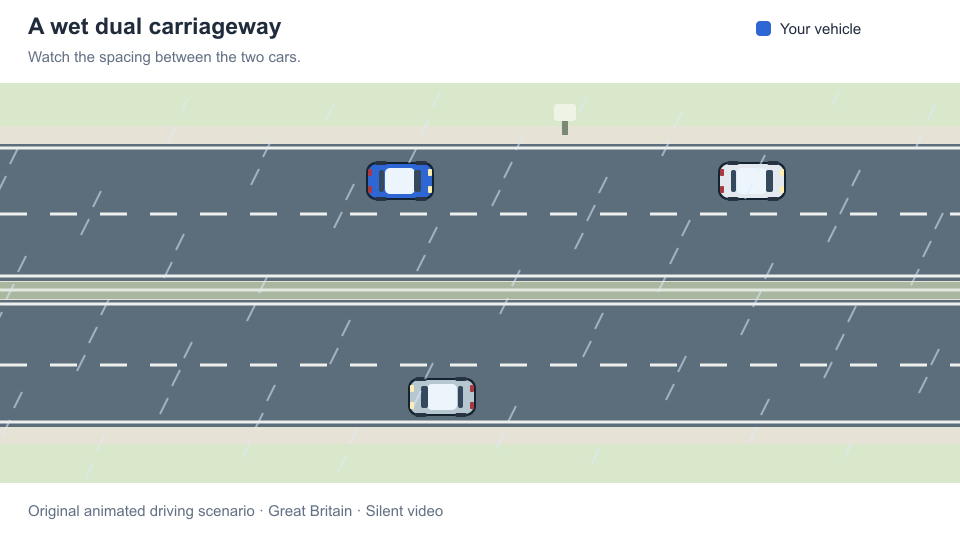 A wet dual carriageway
Your vehicle
Watch the spacing between the two cars.
Original animated driving scenario · Great Britain · Silent video